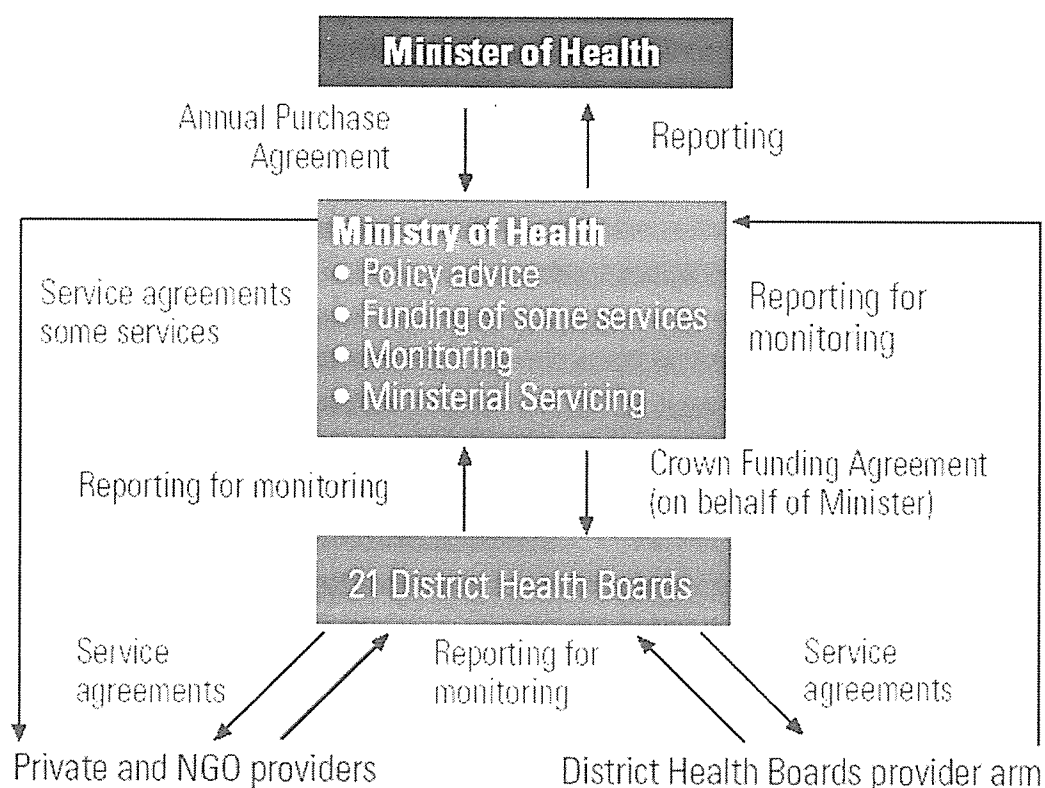 Minister of Health
Annual Purchase
Agreement
Reporting
Ministry of Health
• Policy advice
• Funding of some services
• Monitoring
• Ministerial Servicing
Service agreements
some services
Reporting for
monitoring
Reporting for monitoring
Crown Funding Agreement
(on behalf of Minister)
21 District Health Boards
Service
agreements
Reporting for
monitoring
Service
agreements
Private and NGO providers
District Health Boards provider arm